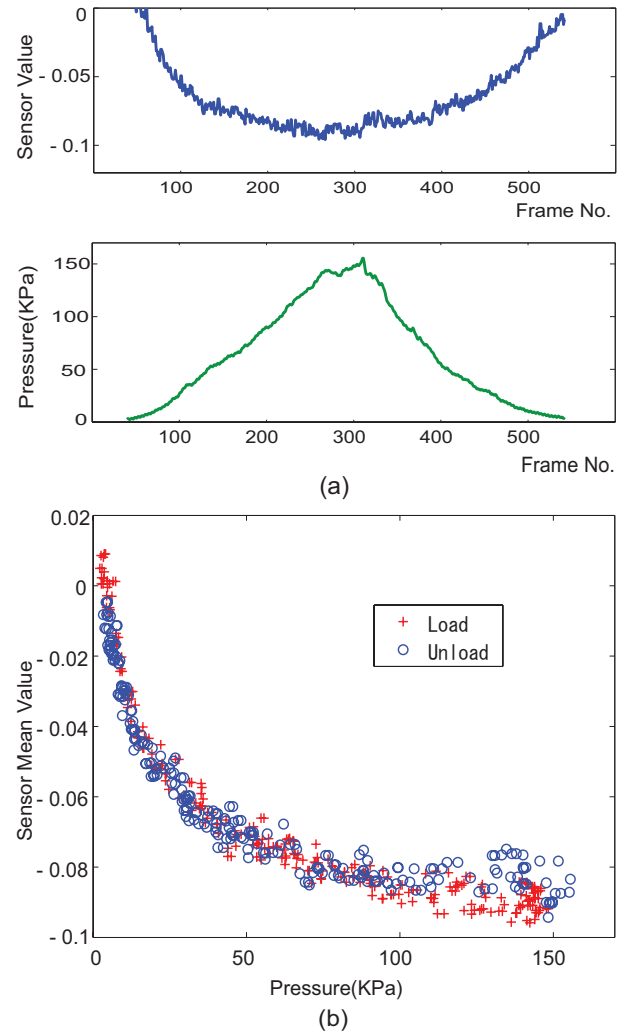 0
- 0.05
- 0.1
Sensor Value
100 200 300 400 500
Frame No.
150
100
50
0
Pressure(KPa)
100 200 300 400 500
Frame No.
(a)
0.02
0
- 0.02
- 0.04
- 0.06
- 0.08
- 0.1
Sensor Mean Value
Load
Unload
0 50 100 150
Pressure(KPa)
(b)